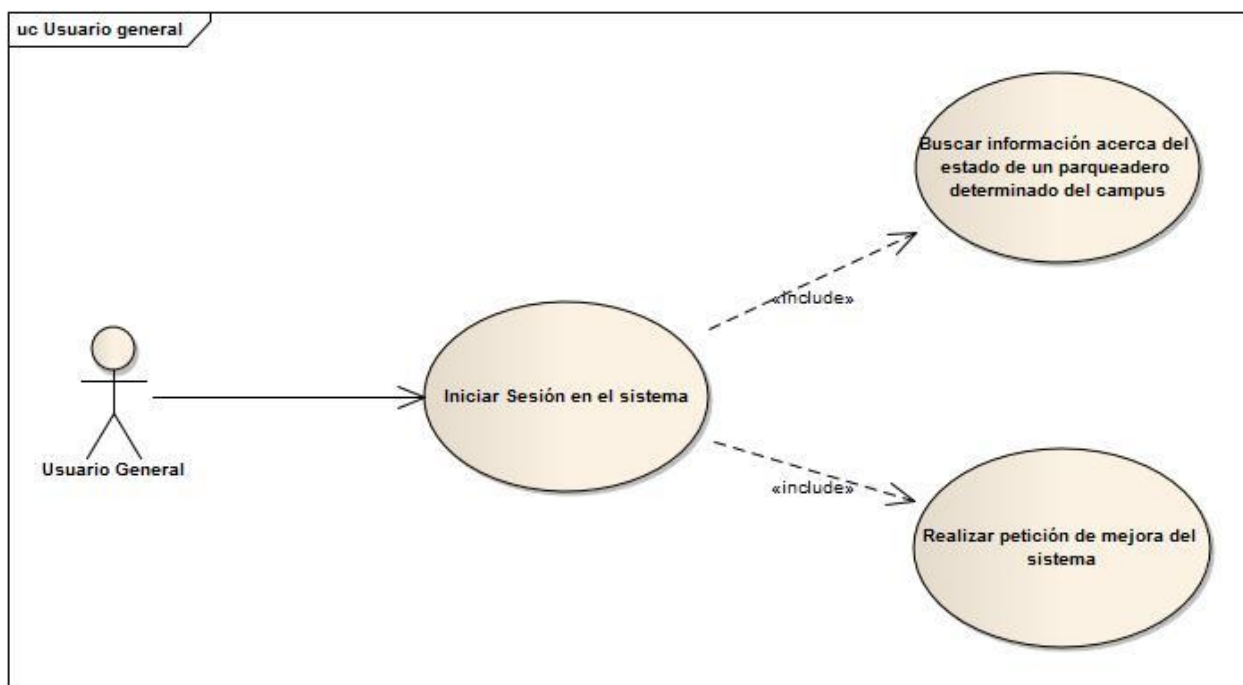 uc Usuario general
Buscar información acerca del
estado de un parqueadero
determinado del campus
«include»
Iniciar Sesión en el sistema
Usuario General
«include»
Realizar petición de mejora del
sistema